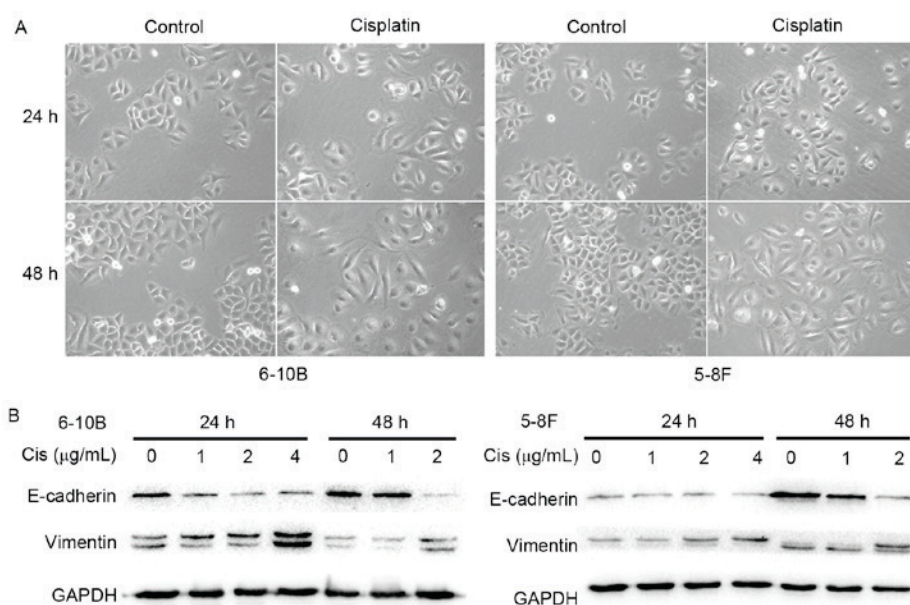 A
Control Cisplatin Control Cisplatin
24 h
48 h
6-10B 5-8F
B 6-10B 24 h 48 h 5-8F 24 h 48 h
Cis (μg/mL) 0 1 2 4 0 1 2 Cis (μg/mL) 0 1 2 4 0 1 2
E-cadherin E-cadherin
Vimentin Vimentin
GAPDH GAPDH